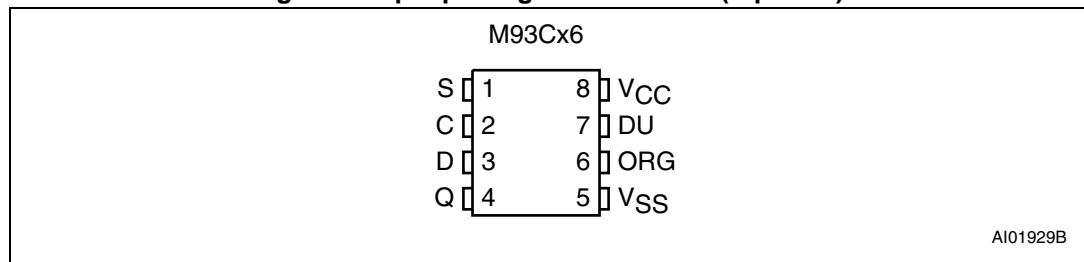 M93Cx6
S 1 8 VCC
C 2 7 DU
D 3 6 ORG
Q 4 5 VSS
AI01929B